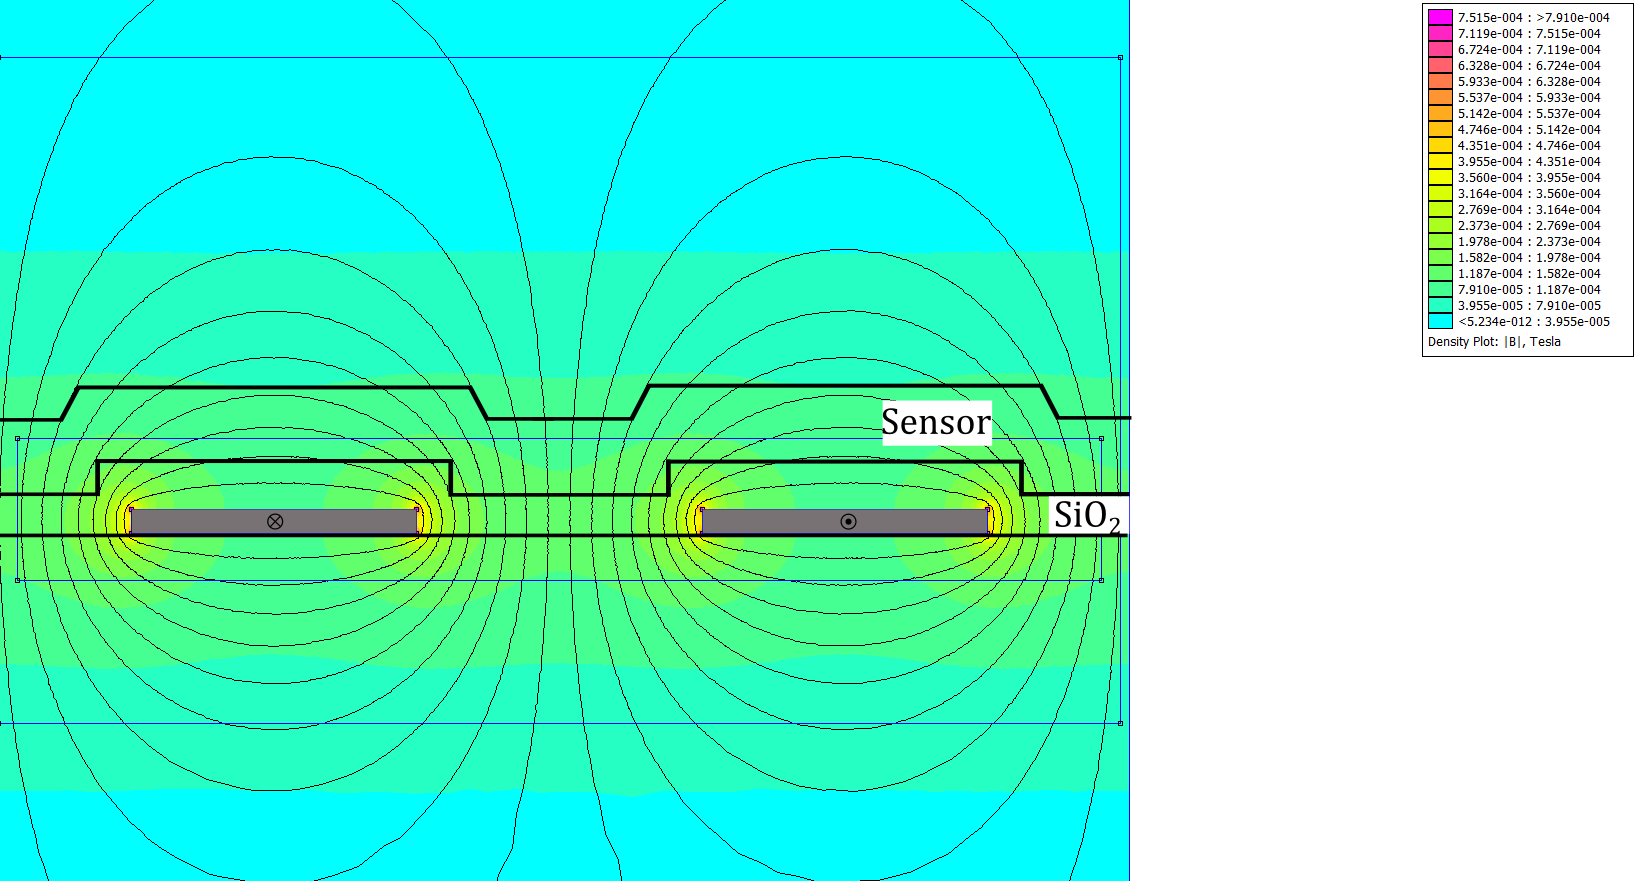 7.515e-004 : >7.910e-004
7.119e-004 : 7.515e-004
6.724e-004 : 7.119e-004
6.328e-004 : 6.724e-004
5.933e-004 : 6.328e-004
5.537e-004 : 5.933e-004
5.142e-004 : 5.537e-004
4.746e-004 : 5.142e-004
4.351e-004 : 4.746e-004
3.955e-004 : 4.351e-004
3.560e-004 : 3.955e-004
3.164e-004 : 3.560e-004
2.769e-004 : 3.164e-004
2.373e-004 : 2.769e-004
1.978e-004 : 2.373e-004
1.582e-004 : 1.978e-004
1.187e-004 : 1.582e-004
7.910e-005 : 1.187e-004
3.955e-005 : 7.910e-005
<5.234e-012 : 3.955e-005
Density Plot: |B|, Tesla
Sensor
SiO₂